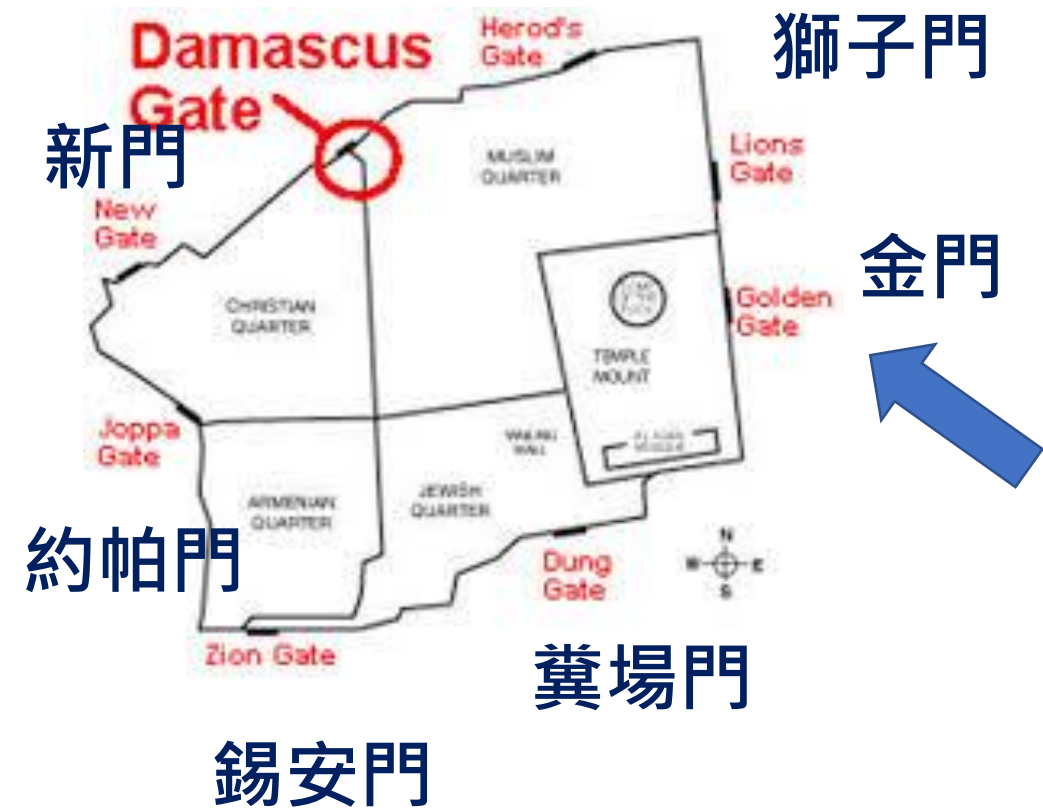 獅子門
Herod's
Gate
Damascus
Gate
新門
MUSLIM
QUARTER
Lions
Gate
New
Gate
金門
Golden
Gate
CHRISTIAN
QUARTER
TEMPLE
MOUNT
Joppa
Gate
WAILING
WALL
ARMENIAN
QUARTER
JEWISH
QUARTER
N
W
E
S
約帕門
Dung
Gate
Zion Gate
糞場門
錫安門